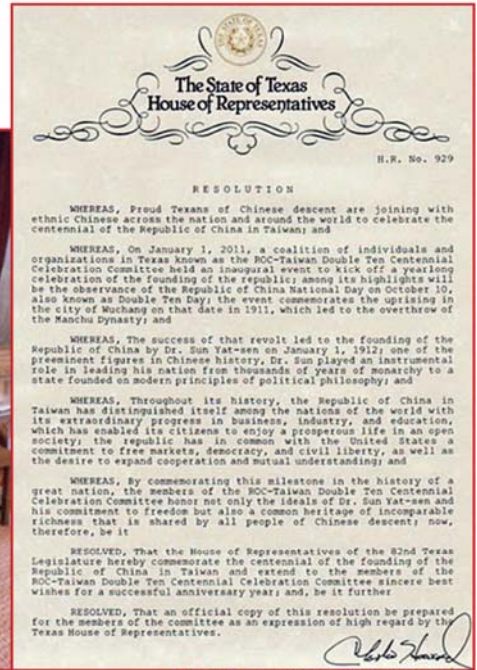 THE STATE OF TEXAS
The State of Texas
House of Representatives
H.R. No. 929
RESOLUTION
WHEREAS, Proud Texans of Chinese descent are joining with
ethnic Chinese across the nation and around the world to celebrate the
centennial of the Republic of China in Taiwan; and
WHEREAS, On January 1, 2011, a coalition of individuals and
organizations in Texas known as the ROC-Taiwan Double Ten Centennial
Celebration Committee held an inaugural event to kick off a yearlong
celebration of the founding of the republic; among its highlights will
be the observance of the Republic of China National Day on October 10,
also known as Double Ten Day; the event commemorates the uprising in
the city of Wuchang on that date in 1911, which led to the overthrow of
the Manchu Dynasty; and
WHEREAS, The success of that revolt led to the founding of the
Republic of China by Dr. Sun Yat-sen on January 1, 1912; one of the
preeminent figures in Chinese history, Dr. Sun played an instrumental
role in leading his nation from thousands of years of monarchy to a
state founded on modern principles of political philosophy; and
WHEREAS, Throughout its history, the Republic of China in
Taiwan has distinguished itself among the nations of the world with
its extraordinary progress in business, industry, and education,
which has enabled its citizens to enjoy a prosperous life in an open
society; the republic has in common with the United States a
commitment to free markets, democracy, and civil liberty, as well as
the desire to expand cooperation and mutual understanding; and
WHEREAS, By commemorating this milestone in the history of a
great nation, the members of the ROC-Taiwan Double Ten Centennial
Celebration Committee honor not only the ideals of Dr. Sun Yat-sen and
his commitment to freedom but also a common heritage of incomparable
richness that is shared by all people of Chinese descent; now,
therefore, be it
RESOLVED, That the House of Representatives of the 82nd Texas
Legislature hereby commemorate the centennial of the founding of the
Republic of China in Taiwan and extend to the members of the
ROC-Taiwan Double Ten Centennial Celebration Committee sincere best
wishes for a successful anniversary year; and, be it further
RESOLVED, That an official copy of this resolution be prepared
for the members of the committee as an expression of high regard by the
Texas House of Representatives.